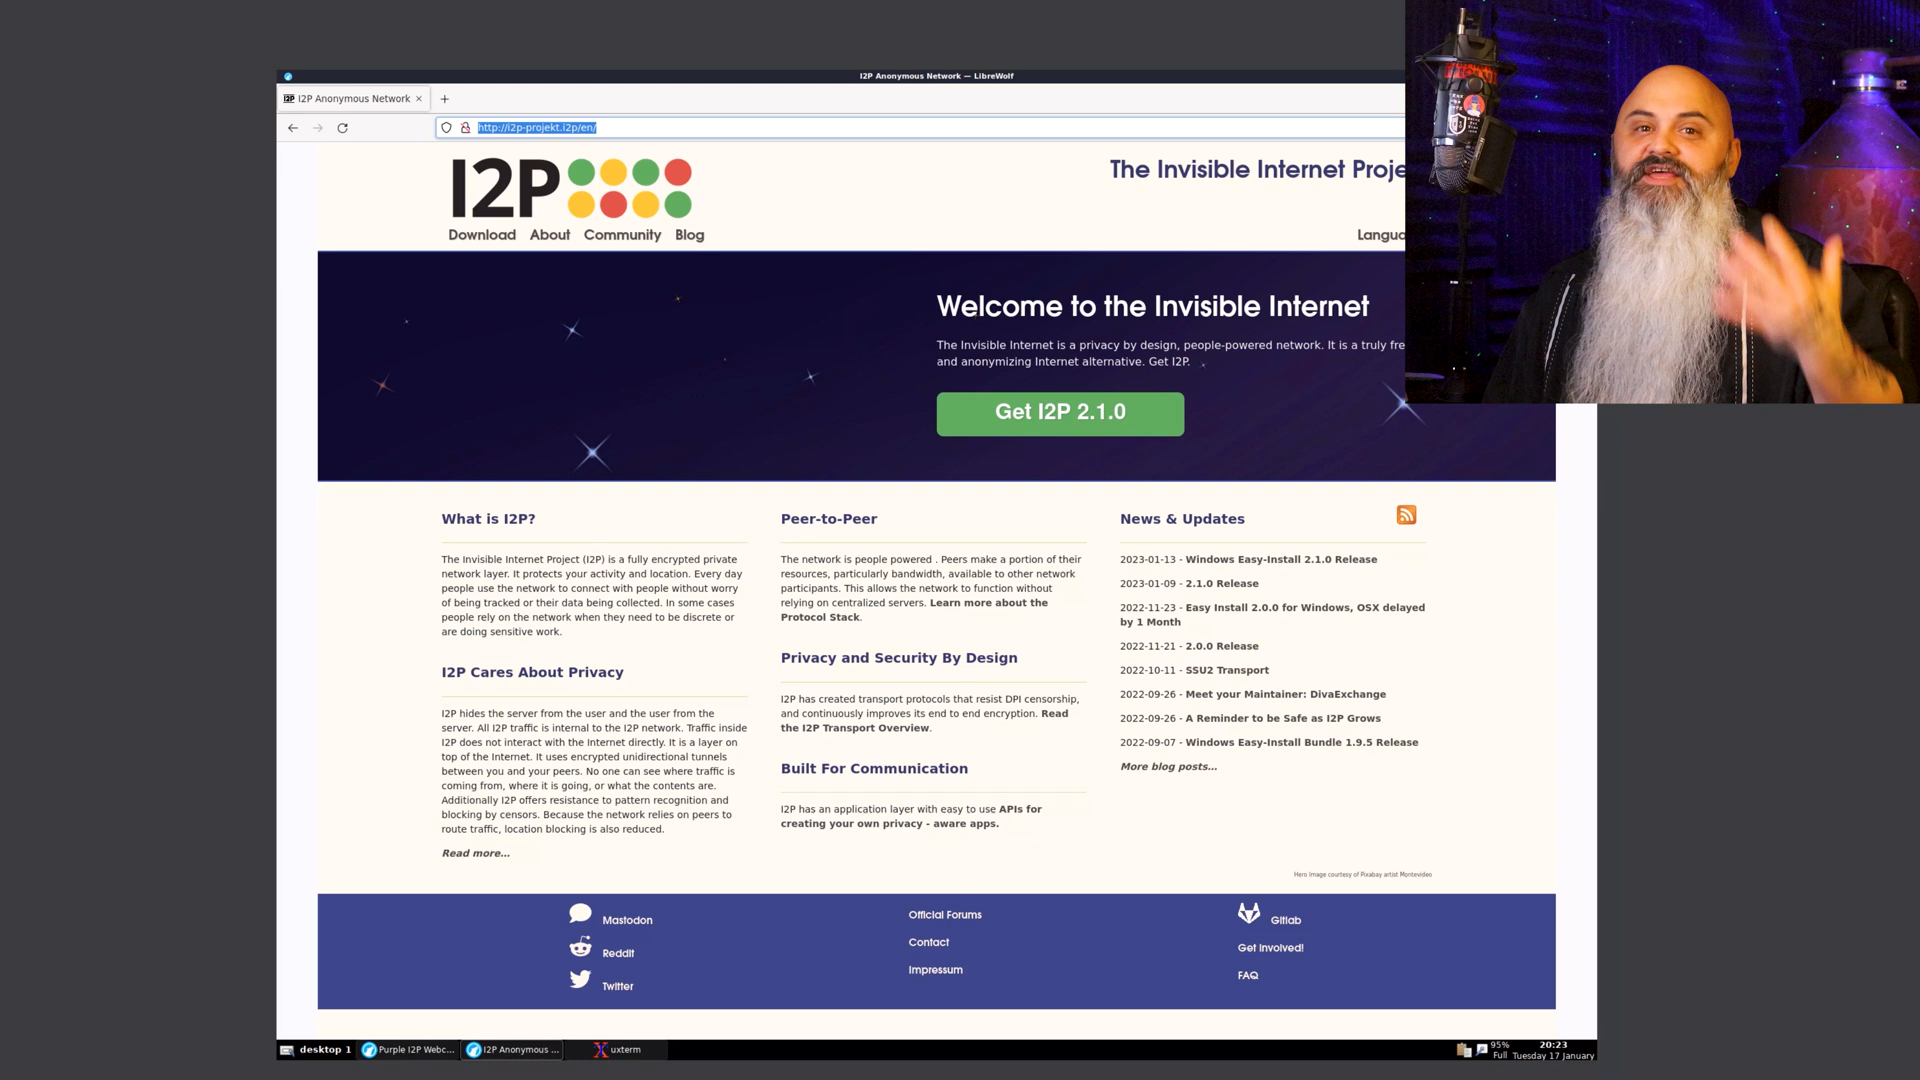 I2P Anonymous Network — LibreWolf
I2P Anonymous Network
http://i2p-projekt.i2p/en/
I2P
The Invisible Internet Proje
Download About Community Blog
Langua
Welcome to the Invisible Internet
The Invisible Internet is a privacy by design, people-powered network. It is a truly fre
and anonymizing Internet alternative. Get I2P.
Get I2P 2.1.0
What is I2P?
The Invisible Internet Project (I2P) is a fully encrypted private
network layer. It protects your activity and location. Every day
people use the network to connect with people without worry
of being tracked or their data being collected. In some cases
people rely on the network when they need to be discrete or
are doing sensitive work.
I2P Cares About Privacy
I2P hides the server from the user and the user from the
server. All I2P traffic is internal to the I2P network. Traffic inside
I2P does not interact with the Internet directly. It is a layer on
top of the Internet. It uses encrypted unidirectional tunnels
between you and your peers. No one can see where traffic is
coming from, where it is going, or what the contents are.
Additionally I2P offers resistance to pattern recognition and
blocking by censors. Because the network relies on peers to
route traffic, location blocking is also reduced.
Read more...
Peer-to-Peer
The network is people powered . Peers make a portion of their
resources, particularly bandwidth, available to other network
participants. This allows the network to function without
relying on centralized servers. Learn more about the
Protocol Stack.
Privacy and Security By Design
I2P has created transport protocols that resist DPI censorship,
and continuously improves its end to end encryption. Read
the I2P Transport Overview.
Built For Communication
I2P has an application layer with easy to use APIs for
creating your own privacy - aware apps.
News & Updates
2023-01-13 - Windows Easy-Install 2.1.0 Release
2023-01-09 - 2.1.0 Release
2022-11-23 - Easy Install 2.0.0 for Windows, OSX delayed
by 1 Month
2022-11-21 - 2.0.0 Release
2022-10-11 - SSU2 Transport
2022-09-26 - Meet your Maintainer: DivaExchange
2022-09-26 - A Reminder to be Safe as I2P Grows
2022-09-07 - Windows Easy-Install Bundle 1.9.5 Release
More blog posts...
Hero Image courtesy of Pixabay artist Montevideo
Mastodon
Reddit
Twitter
Official Forums
Contact
Impressum
Gitlab
Get Involved!
FAQ
desktop 1
Purple I2P Webc...
I2P Anonymous ...
uxterm
95%
Full
20:23
Tuesday 17 January